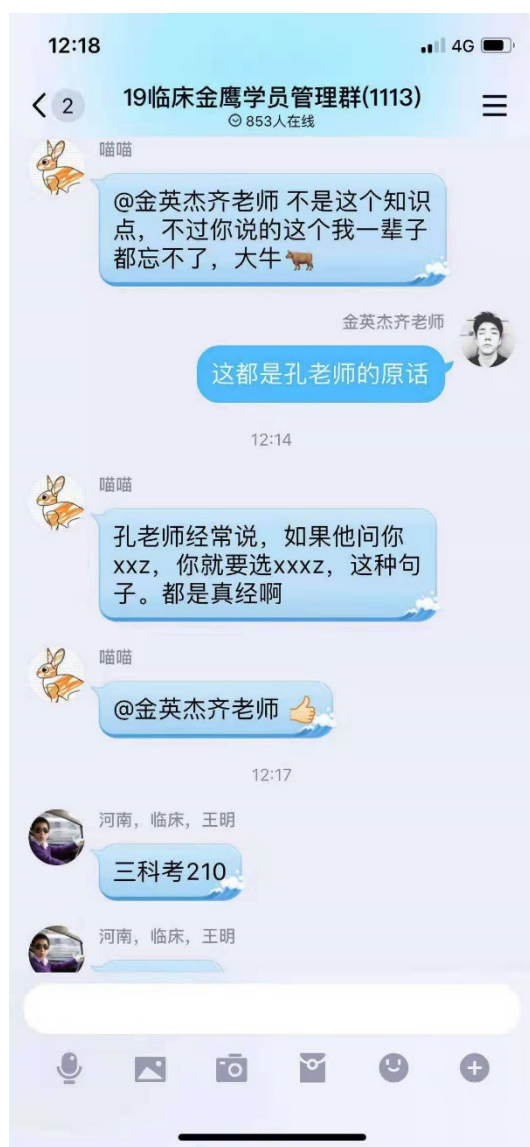 12:18
4G
2
19临床金鹰学员管理群(1113)
853人在线
喵喵
@金英杰齐老师 不是这个知识
点，不过你说的这个我一辈子
都忘不了，大牛🐂
金英杰齐老师
这都是孔老师的原话
12:14
喵喵
孔老师经常说，如果他问你
xxz，你就要选xxxz，这种句
子。都是真经啊
喵喵
@金英杰齐老师 👍
12:17
河南，临床，王明
三科考210
河南，临床，王明